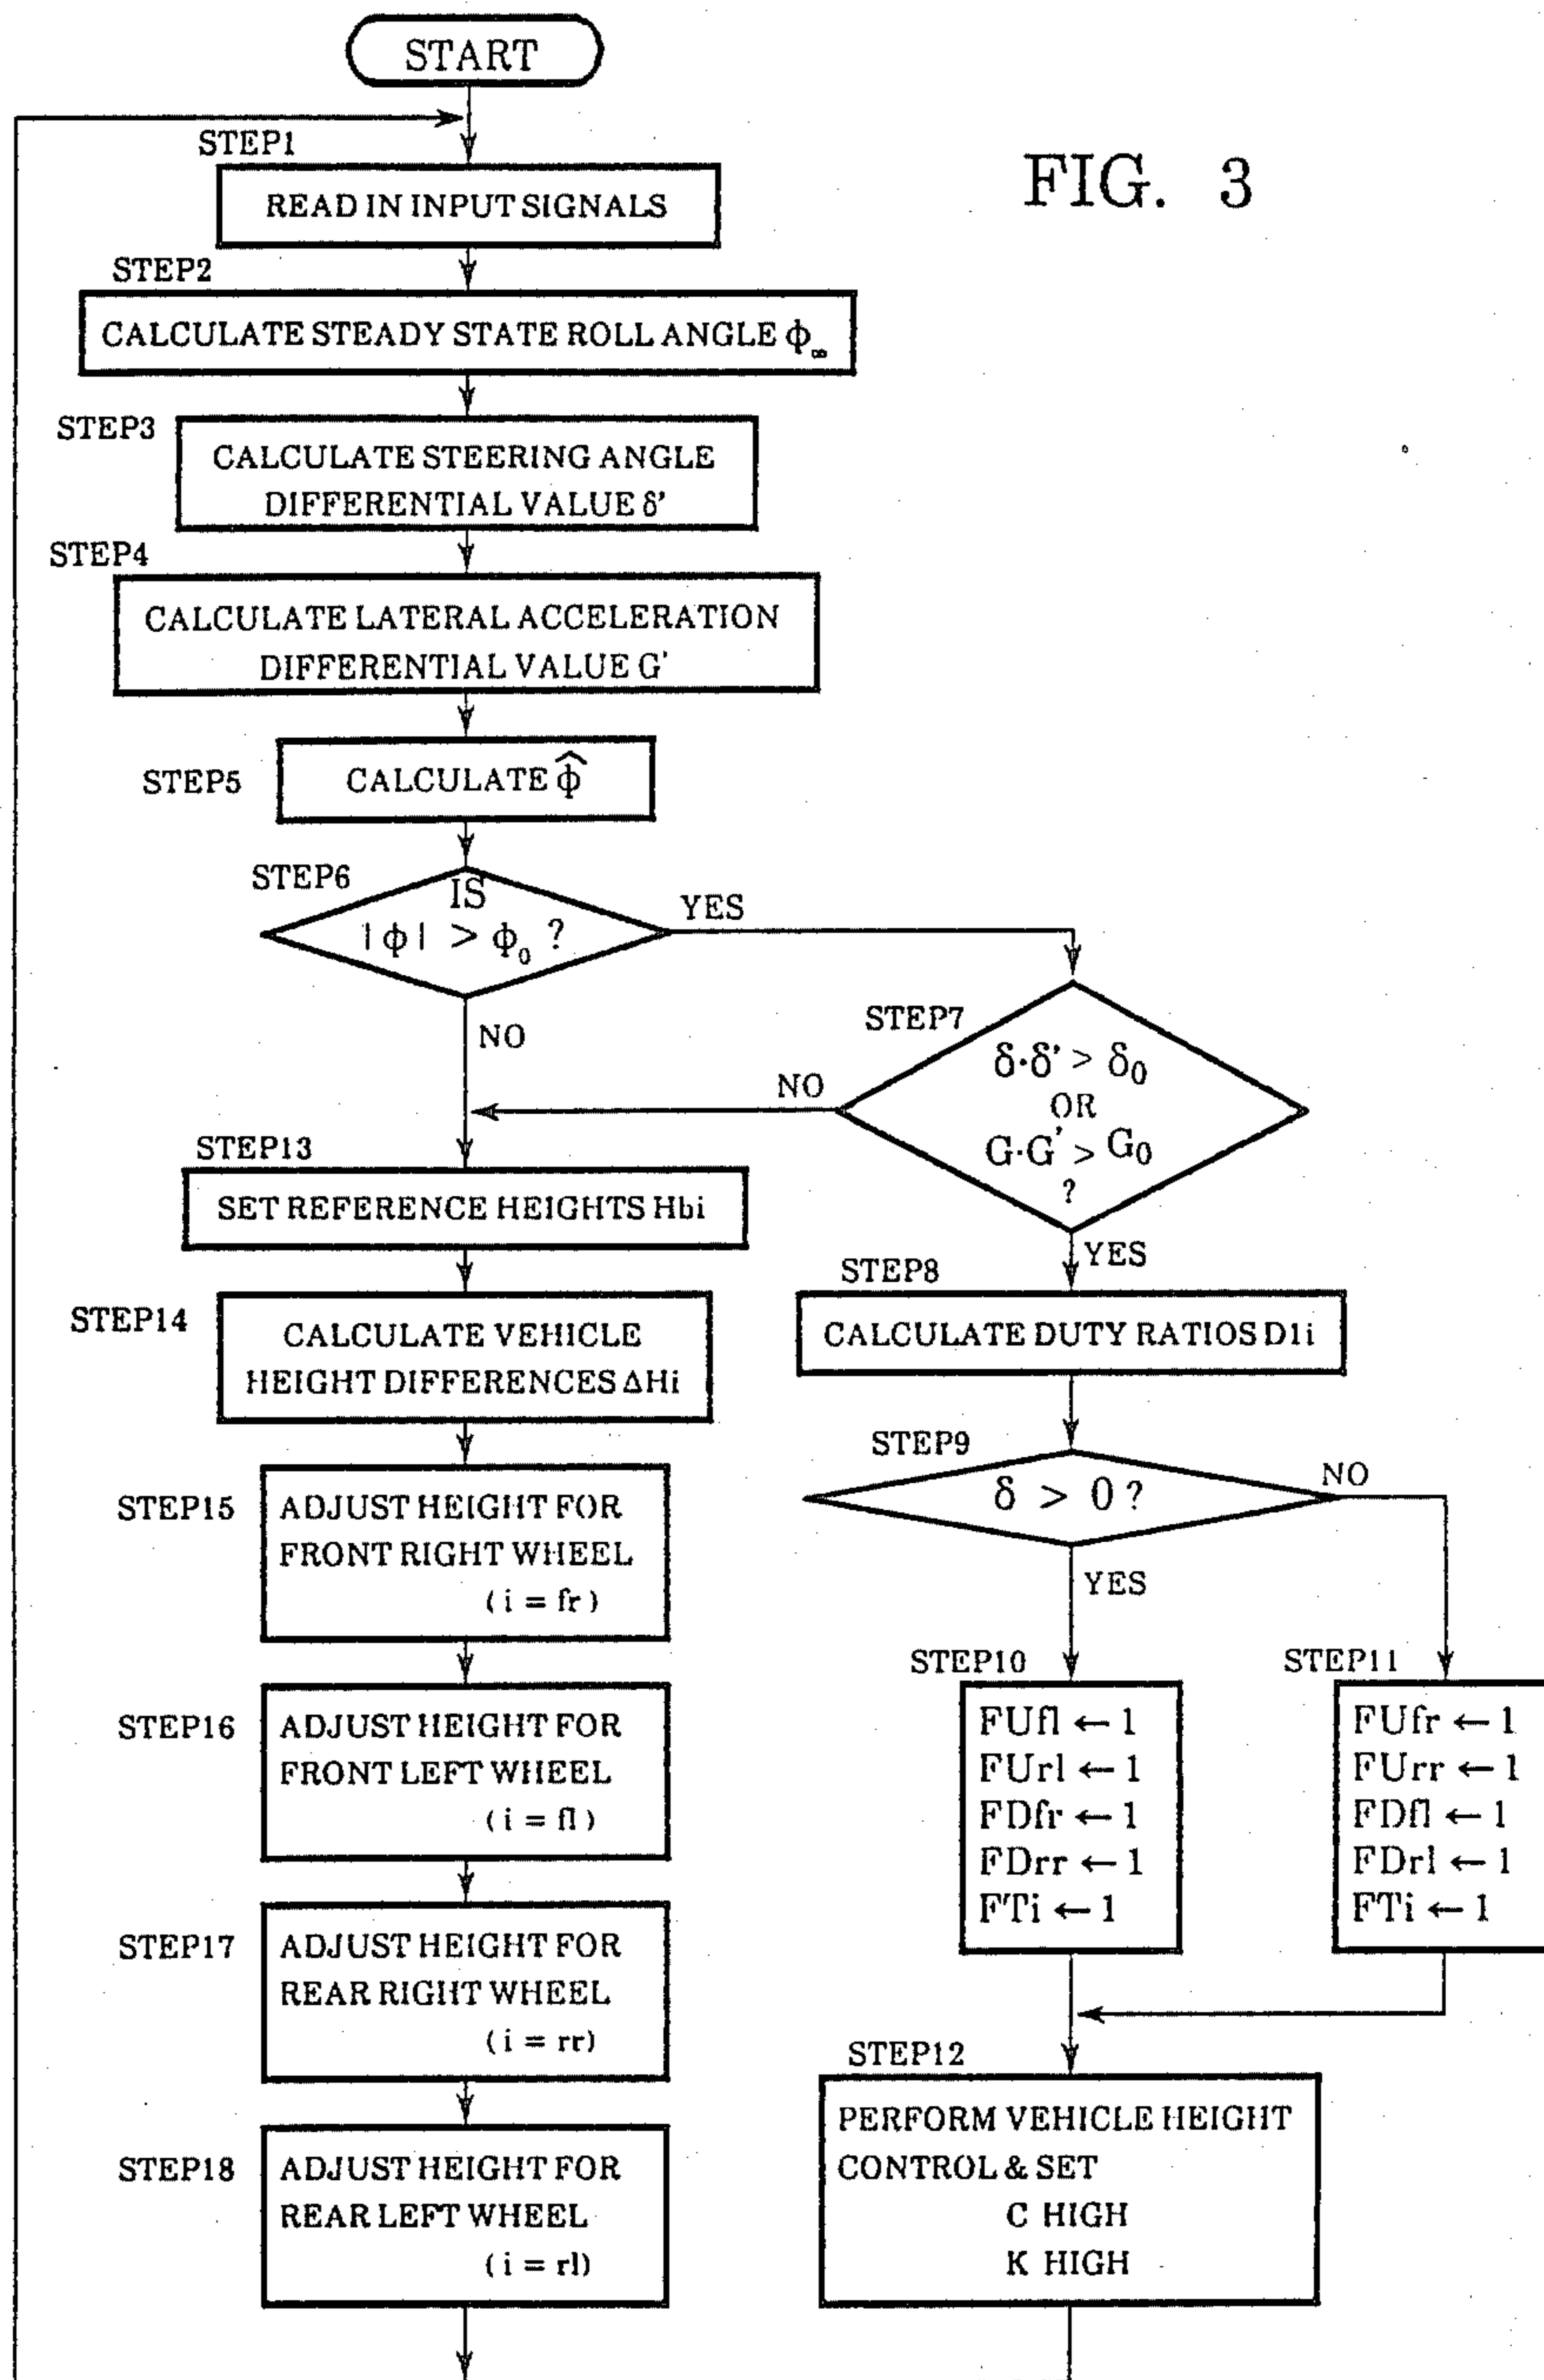 START
FIG. 3
STEP1
READ IN INPUT SIGNALS
STEP2
CALCULATE STEADY STATE ROLL ANGLE ϕ∞
STEP3
CALCULATE STEERING ANGLE
DIFFERENTIAL VALUE δ'
STEP4
CALCULATE LATERAL ACCELERATION
DIFFERENTIAL VALUE G'
STEP5
CALCULATE ϕ̂
STEP6
IS
|ϕ| > ϕ₀ ?
YES
NO
STEP7
δ·δ' > δ₀
OR
G·G' > G₀
?
NO
YES
STEP13
SET REFERENCE HEIGHTS Hbi
STEP14
CALCULATE VEHICLE
HEIGHT DIFFERENCES ΔHi
STEP8
CALCULATE DUTY RATIOS D1i
STEP9
δ > 0 ?
NO
YES
STEP15
ADJUST HEIGHT FOR
FRONT RIGHT WHEEL
(i = fr)
STEP16
ADJUST HEIGHT FOR
FRONT LEFT WHEEL
(i = fl)
STEP17
ADJUST HEIGHT FOR
REAR RIGHT WHEEL
(i = rr)
STEP18
ADJUST HEIGHT FOR
REAR LEFT WHEEL
(i = rl)
STEP10
FUfl ← 1
FUrl ← 1
FDfr ← 1
FDrr ← 1
FTi ← 1
STEP11
FUfr ← 1
FUrr ← 1
FDfl ← 1
FDrl ← 1
FTi ← 1
STEP12
PERFORM VEHICLE HEIGHT
CONTROL & SET
C HIGH
K HIGH